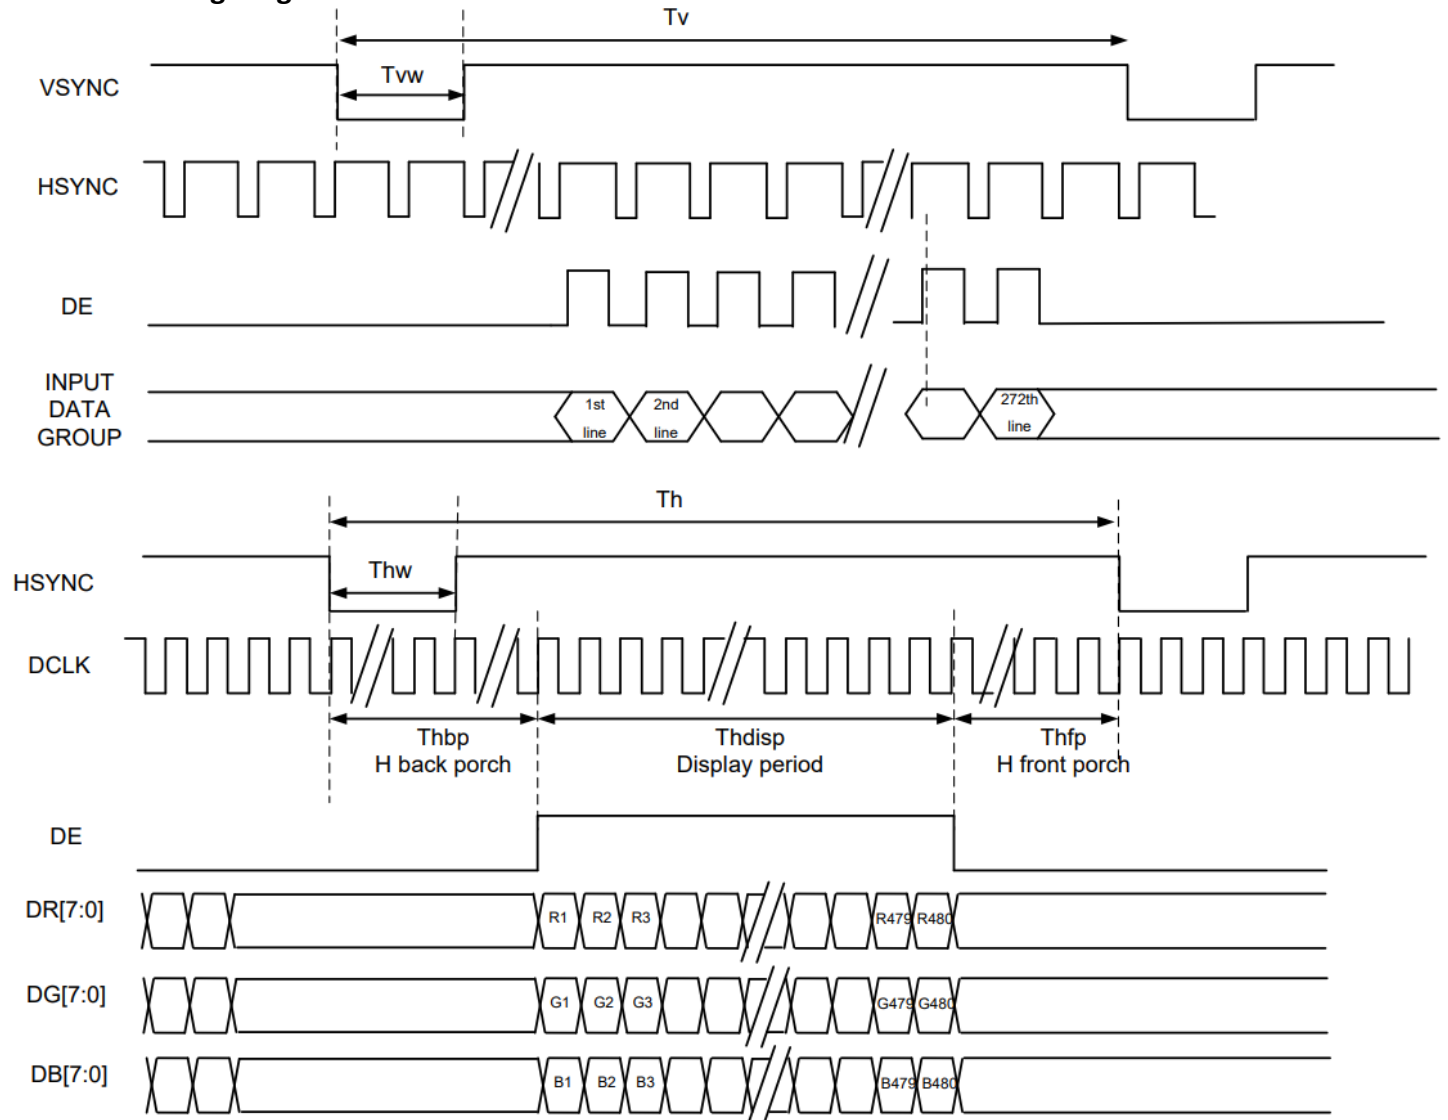 Tv
Tvw
VSYNC
HSYNC
DE
INPUT
DATA
GROUP
1st
line
2nd
line
272th
line
Th
Thw
HSYNC
DCLK
Thbp
H back porch
Thdisp
Display period
Thfp
H front porch
DE
DR[7:0]
R1 R2 R3 R479 R480
DG[7:0]
G1 G2 G3 G479 G480
DB[7:0]
B1 B2 B3 B479 B480